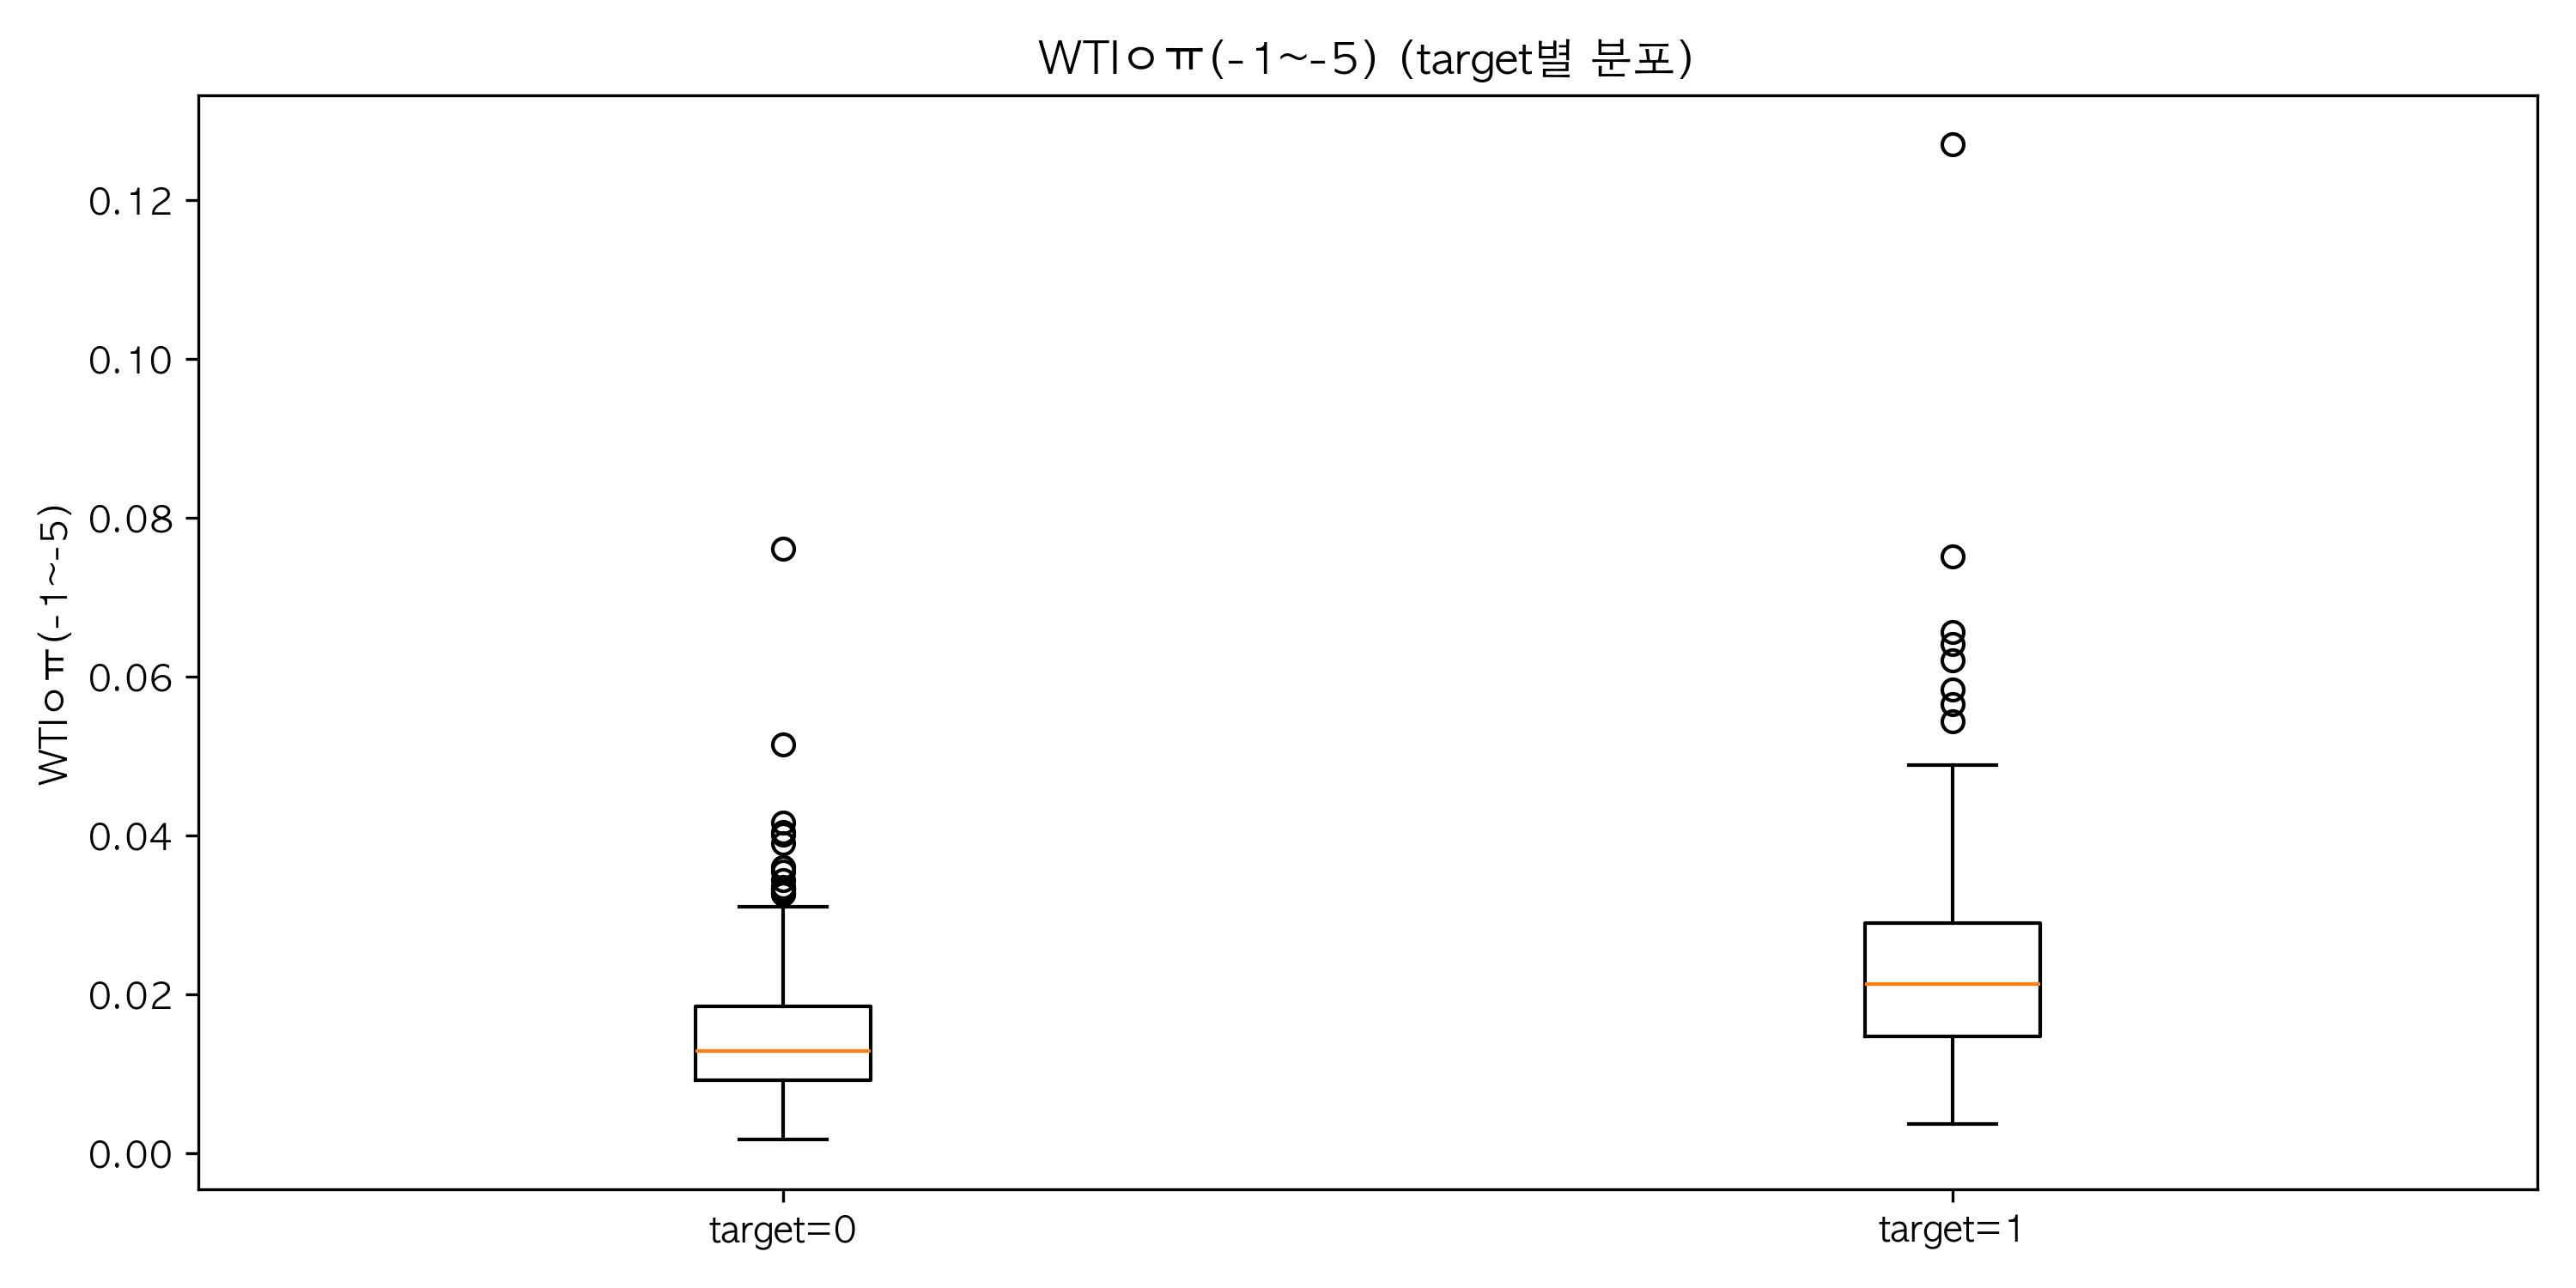 WTIㅇㅠ(-1~-5) (target별 분포)
WTIㅇㅠ(-1~-5)
0.12
0.10
0.08
0.06
0.04
0.02
0.00
target=0
target=1